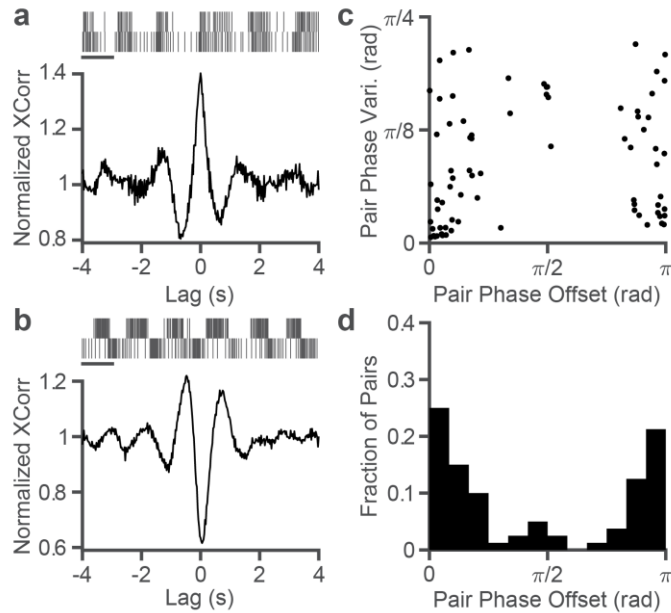 a
Normalized XCorr
1.4
1.2
1
0.8
-4 -2 0 2 4
Lag (s)
b
Normalized XCorr
1.2
1
0.8
0.6
-4 -2 0 2 4
Lag (s)
c
Pair Phase Vari. (rad)
π/4
π/8
0
0 π/2 π
Pair Phase Offset (rad)
d
Fraction of Pairs
0.4
0.3
0.2
0.1
0
0 π/2 π
Pair Phase Offset (rad)